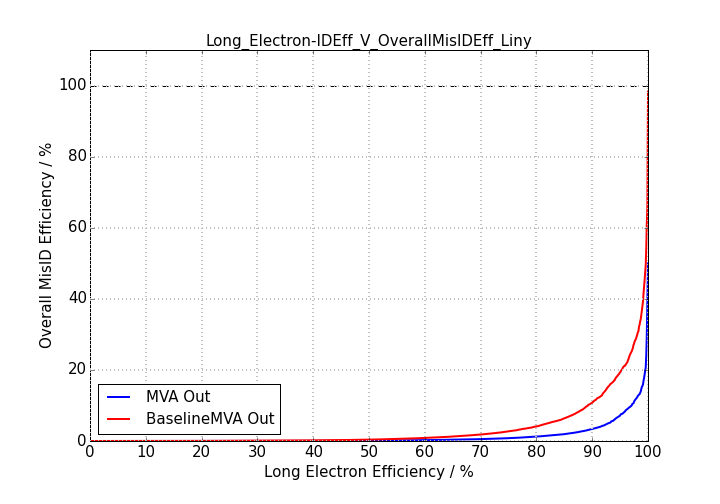 Long_Electron-IDEff_V_OverallMisIDEff_Liny
100
80
60
40
20
0
Overall MisID Efficiency / %
MVA Out
BaselineMVA Out
0 10 20 30 40 50 60 70 80 90 100
Long Electron Efficiency / %